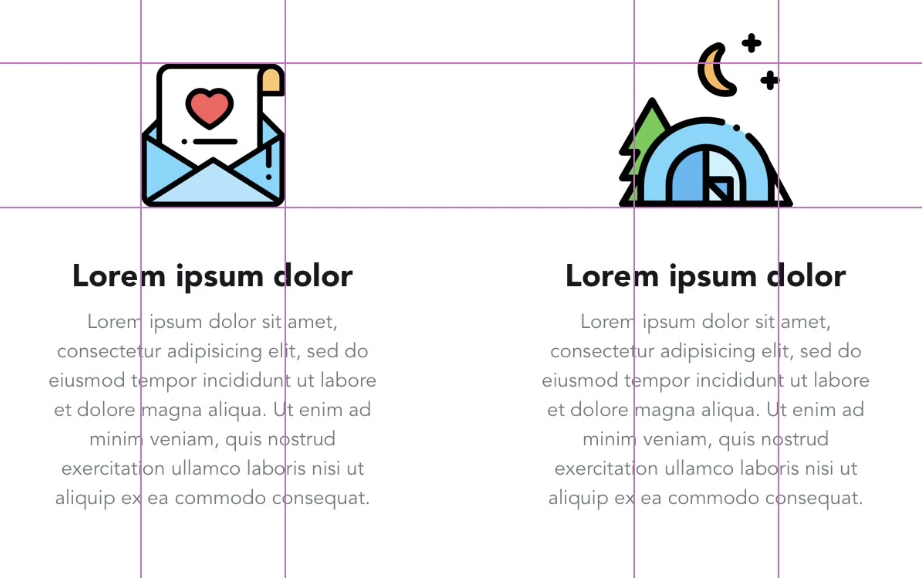 Lorem ipsum dolor
Lorem ipsum dolor sit amet,
consectetur adipisicing elit, sed do
eiusmod tempor incididunt ut labore
et dolore magna aliqua. Ut enim ad
minim veniam, quis nostrud
exercitation ullamco laboris nisi ut
aliquip ex ea commodo consequat.
Lorem ipsum dolor
Lorem ipsum dolor sit amet,
consectetur adipisicing elit, sed do
eiusmod tempor incididunt ut labore
et dolore magna aliqua. Ut enim ad
minim veniam, quis nostrud
exercitation ullamco laboris nisi ut
aliquip ex ea commodo consequat.